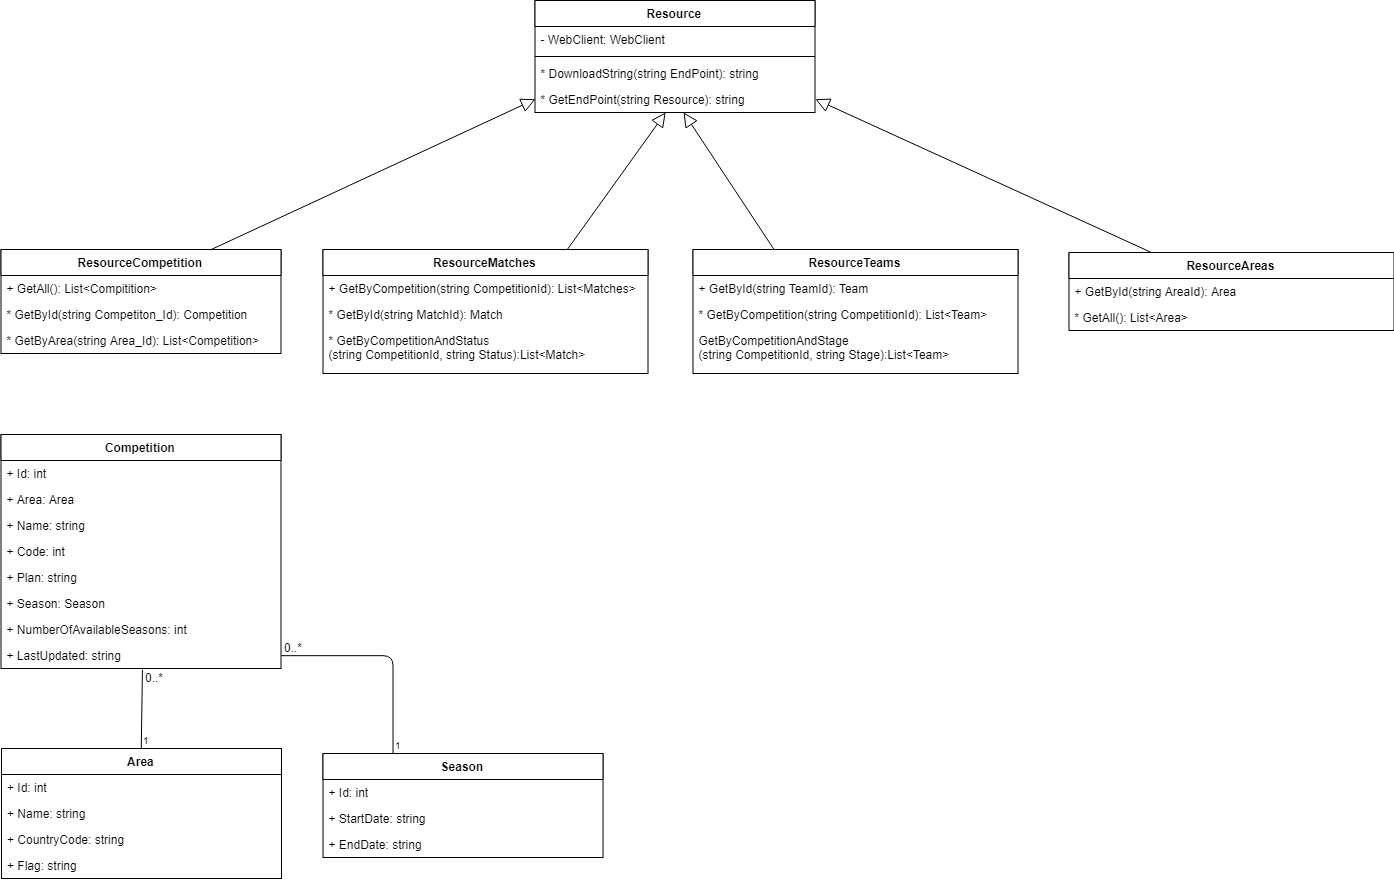 Resource
- WebClient: WebClient
* DownloadString(string EndPoint): string
* GetEndPoint(string Resource): string
ResourceCompetition
+ GetAll(): List<Compitition>
* GetById(string Competiton_Id): Competition
* GetByArea(string Area_Id): List<Competition>
ResourceMatches
+ GetByCompetition(string CompetitionId): List<Matches>
* GetById(string MatchId): Match
* GetByCompetitionAndStatus
(string CompetitionId, string Status):List<Match>
ResourceTeams
+ GetById(string TeamId): Team
* GetByCompetition(string CompetitionId): List<Team>
GetByCompetitionAndStage
(string CompetitionId, string Stage):List<Team>
ResourceAreas
+ GetById(string AreaId): Area
* GetAll(): List<Area>
Competition
+ Id: int
+ Area: Area
+ Name: string
+ Code: int
+ Plan: string
+ Season: Season
+ NumberOfAvailableSeasons: int
+ LastUpdated: string
0..*
0..*
1
1
Area
+ Id: int
+ Name: string
+ CountryCode: string
+ Flag: string
Season
+ Id: int
+ StartDate: string
+ EndDate: string